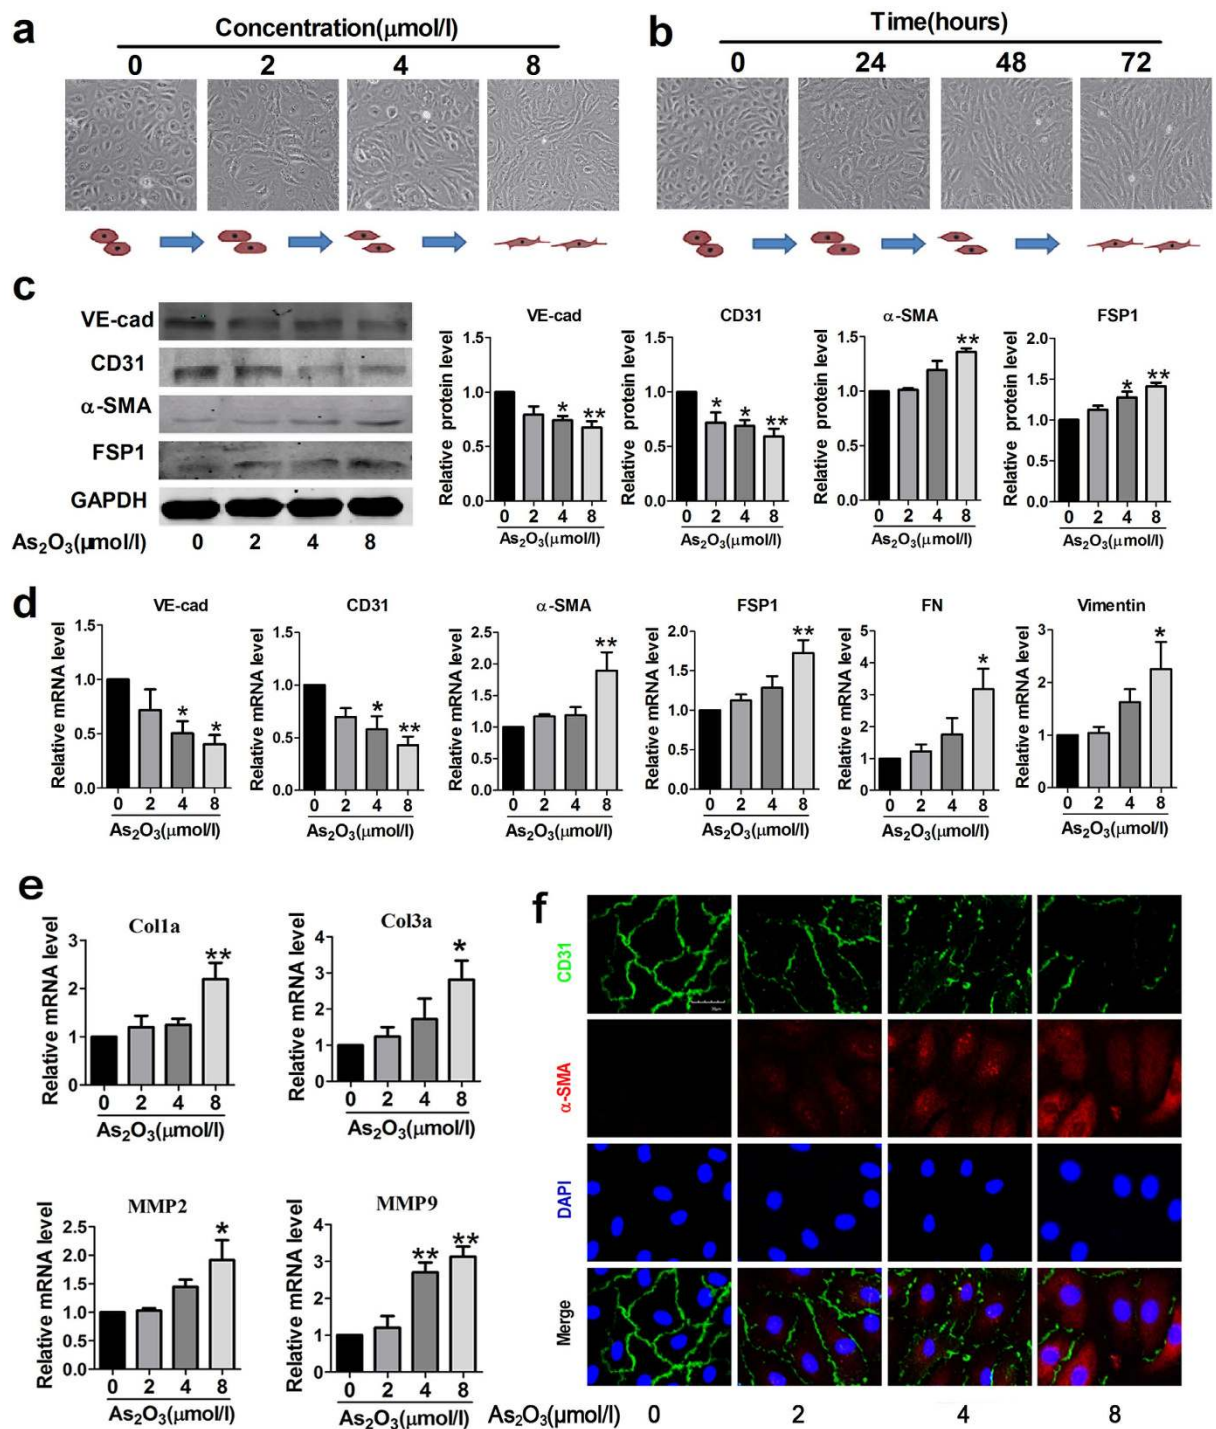 a
Concentration(μmol/l)
0 2 4 8
b
Time(hours)
0 24 48 72
c
VE-cad
CD31
α-SMA
FSP1
GAPDH
As₂O₃(μmol/l) 0 2 4 8
VE-cad
Relative protein level
1.5
1.0
0.5
0.0
* **
0 2 4 8
As₂O₃(μmol/l)
CD31
Relative protein level
1.5
1.0
0.5
0.0
* * **
0 2 4 8
As₂O₃(μmol/l)
α-SMA
Relative protein level
1.5
1.0
0.5
0.0
**
0 2 4 8
As₂O₃(μmol/l)
FSP1
Relative protein level
2.0
1.5
1.0
0.5
0.0
* **
0 2 4 8
As₂O₃(μmol/l)
d
VE-cad
Relative mRNA level
1.5
1.0
0.5
0.0
* *
0 2 4 8
As₂O₃(μmol/l)
CD31
Relative mRNA level
1.5
1.0
0.5
0.0
* **
0 2 4 8
As₂O₃(μmol/l)
α-SMA
Relative mRNA level
2.5
2.0
1.5
1.0
0.5
0.0
**
0 2 4 8
As₂O₃(μmol/l)
FSP1
Relative mRNA level
2.0
1.5
1.0
0.5
0.0
**
0 2 4 8
As₂O₃(μmol/l)
FN
Relative mRNA level
5
4
3
2
1
0
*
0 2 4 8
As₂O₃(μmol/l)
Vimentin
Relative mRNA level
3
2
1
0
*
0 2 4 8
As₂O₃(μmol/l)
e
Col1a
Relative mRNA level
3
2
1
0
**
0 2 4 8
As₂O₃(μmol/l)
Col3a
Relative mRNA level
4
3
2
1
0
*
0 2 4 8
As₂O₃(μmol/l)
MMP2
Relative mRNA level
2.5
2.0
1.5
1.0
0.5
0.0
*
0 2 4 8
As₂O₃(μmol/l)
MMP9
Relative mRNA level
4
3
2
1
0
** **
0 2 4 8
As₂O₃(μmol/l)
f
CD31
α-SMA
DAPI
Merge
As₂O₃(μmol/l) 0 2 4 8